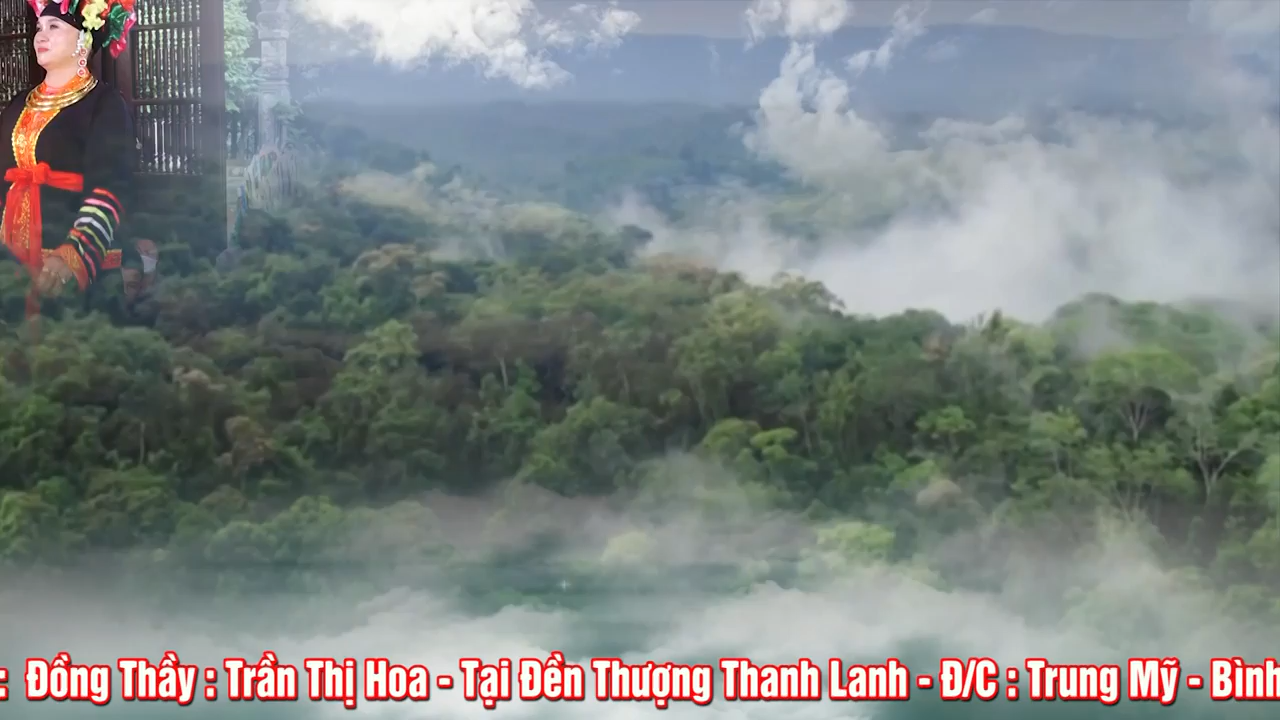 : Đồng Thầy : Trần Thị Hoa - Tại Đền Thượng Thanh Lanh - Đ/C : Trung Mỹ - Bình